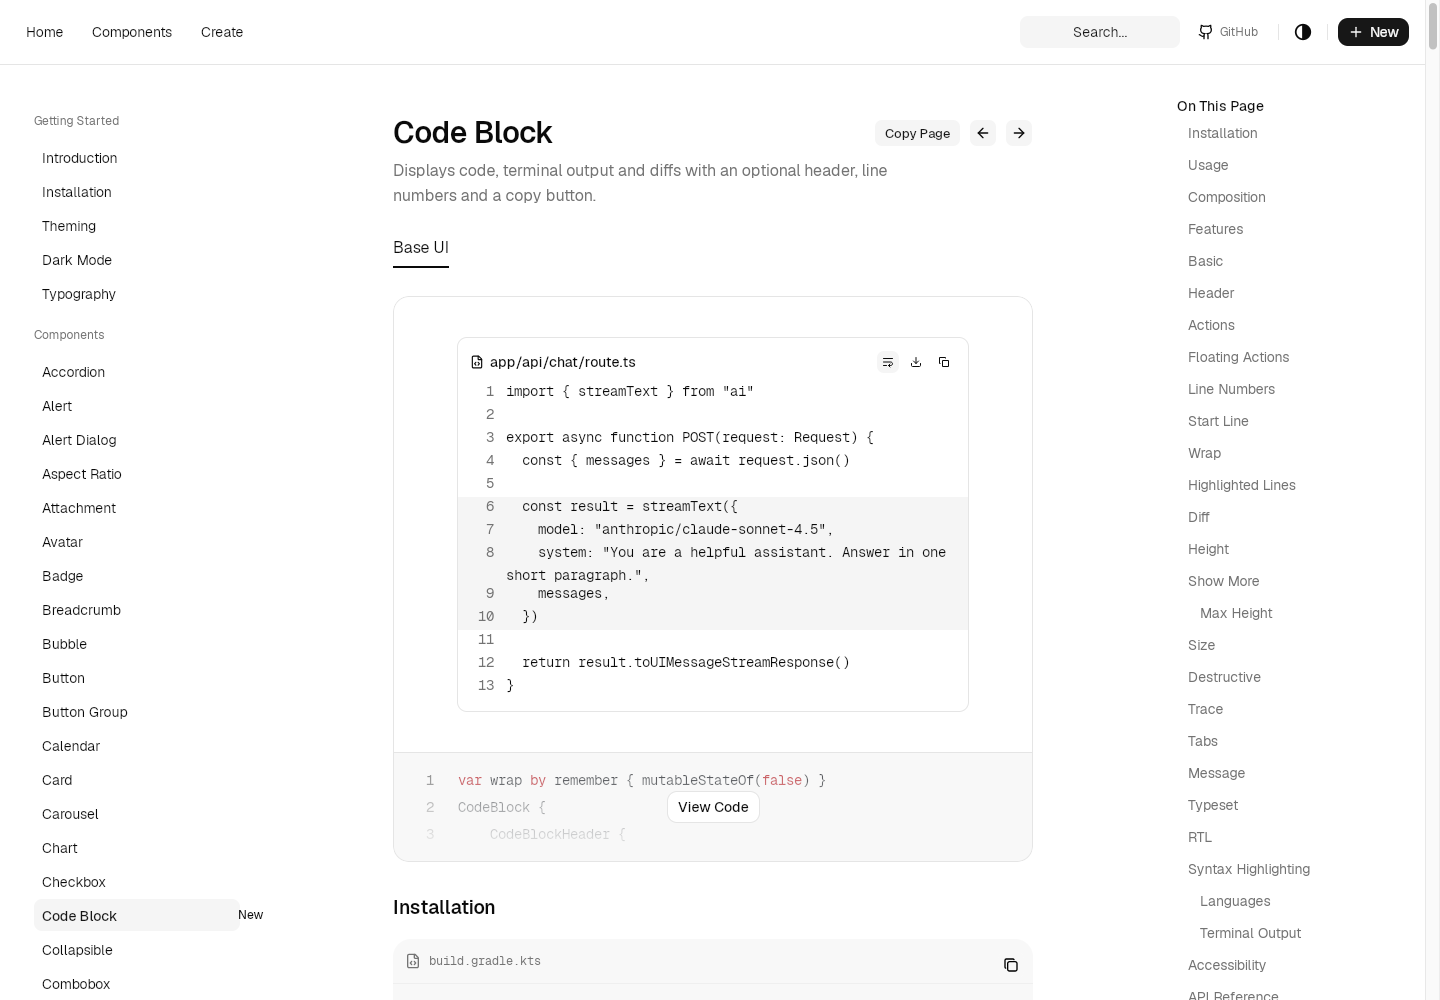 Home
Components
Create
Search...
GitHub
New
Getting Started
Introduction
Installation
Theming
Dark Mode
Typography
Components
Accordion
Alert
Alert Dialog
Aspect Ratio
Attachment
Avatar
Badge
Breadcrumb
Bubble
Button
Button Group
Calendar
Card
Carousel
Chart
Checkbox
Code Block New
Collapsible
Combobox
Code Block
Copy Page
Displays code, terminal output and diffs with an optional header, line
numbers and a copy button.
Base UI
app/api/chat/route.ts
1 import { streamText } from "ai"
2
3 export async function POST(request: Request) {
4   const { messages } = await request.json()
5
6   const result = streamText({
7     model: "anthropic/claude-sonnet-4.5",
8     system: "You are a helpful assistant. Answer in one
short paragraph.",
9     messages,
10   })
11
12   return result.toUIMessageStreamResponse()
13 }
1 var wrap by remember { mutableStateOf(false) }
2 CodeBlock {
View Code
3     CodeBlockHeader {
Installation
build.gradle.kts
On This Page
Installation
Usage
Composition
Features
Basic
Header
Actions
Floating Actions
Line Numbers
Start Line
Wrap
Highlighted Lines
Diff
Height
Show More
Max Height
Size
Destructive
Trace
Tabs
Message
Typeset
RTL
Syntax Highlighting
Languages
Terminal Output
Accessibility
API Reference